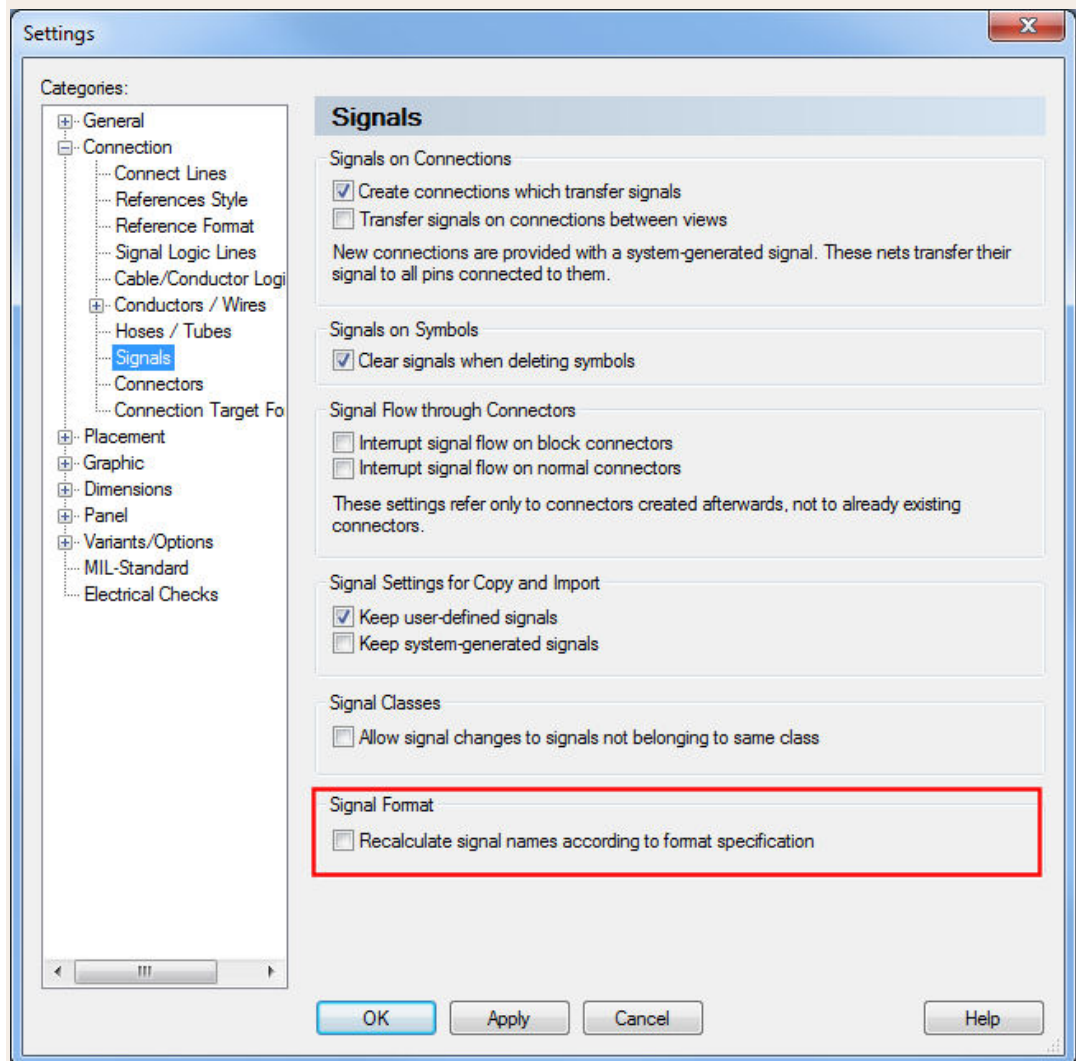 Settings
Categories:
General
Connection
Connect Lines
References Style
Reference Format
Signal Logic Lines
Cable/Conductor Logi
Conductors / Wires
Hoses / Tubes
Signals
Connectors
Connection Target Fo
Placement
Graphic
Dimensions
Panel
Variants/Options
MIL-Standard
Electrical Checks
Signals
Signals on Connections
Create connections which transfer signals
Transfer signals on connections between views
New connections are provided with a system-generated signal. These nets transfer their
signal to all pins connected to them.
Signals on Symbols
Clear signals when deleting symbols
Signal Flow through Connectors
Interrupt signal flow on block connectors
Interrupt signal flow on normal connectors
These settings refer only to connectors created afterwards, not to already existing
connectors.
Signal Settings for Copy and Import
Keep user-defined signals
Keep system-generated signals
Signal Classes
Allow signal changes to signals not belonging to same class
Signal Format
Recalculate signal names according to format specification
OK
Apply
Cancel
Help